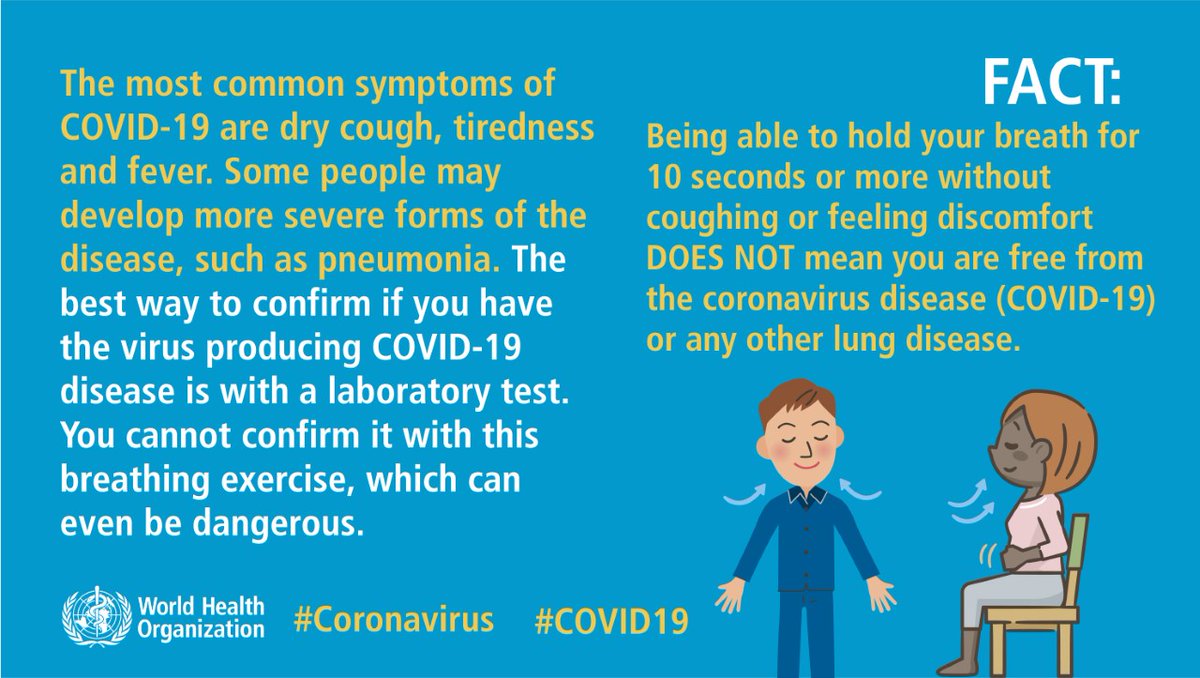 The most common symptoms of
COVID-19 are dry cough, tiredness
and fever. Some people may
develop more severe forms of the
disease, such as pneumonia. The
best way to confirm if you have
the virus producing COVID-19
disease is with a laboratory test.
You cannot confirm it with this
breathing exercise, which can
even be dangerous.
FACT:
Being able to hold your breath for
10 seconds or more without
coughing or feeling discomfort
DOES NOT mean you are free from
the coronavirus disease (COVID-19)
or any other lung disease.
World Health
Organization
#Coronavirus
#COVID19